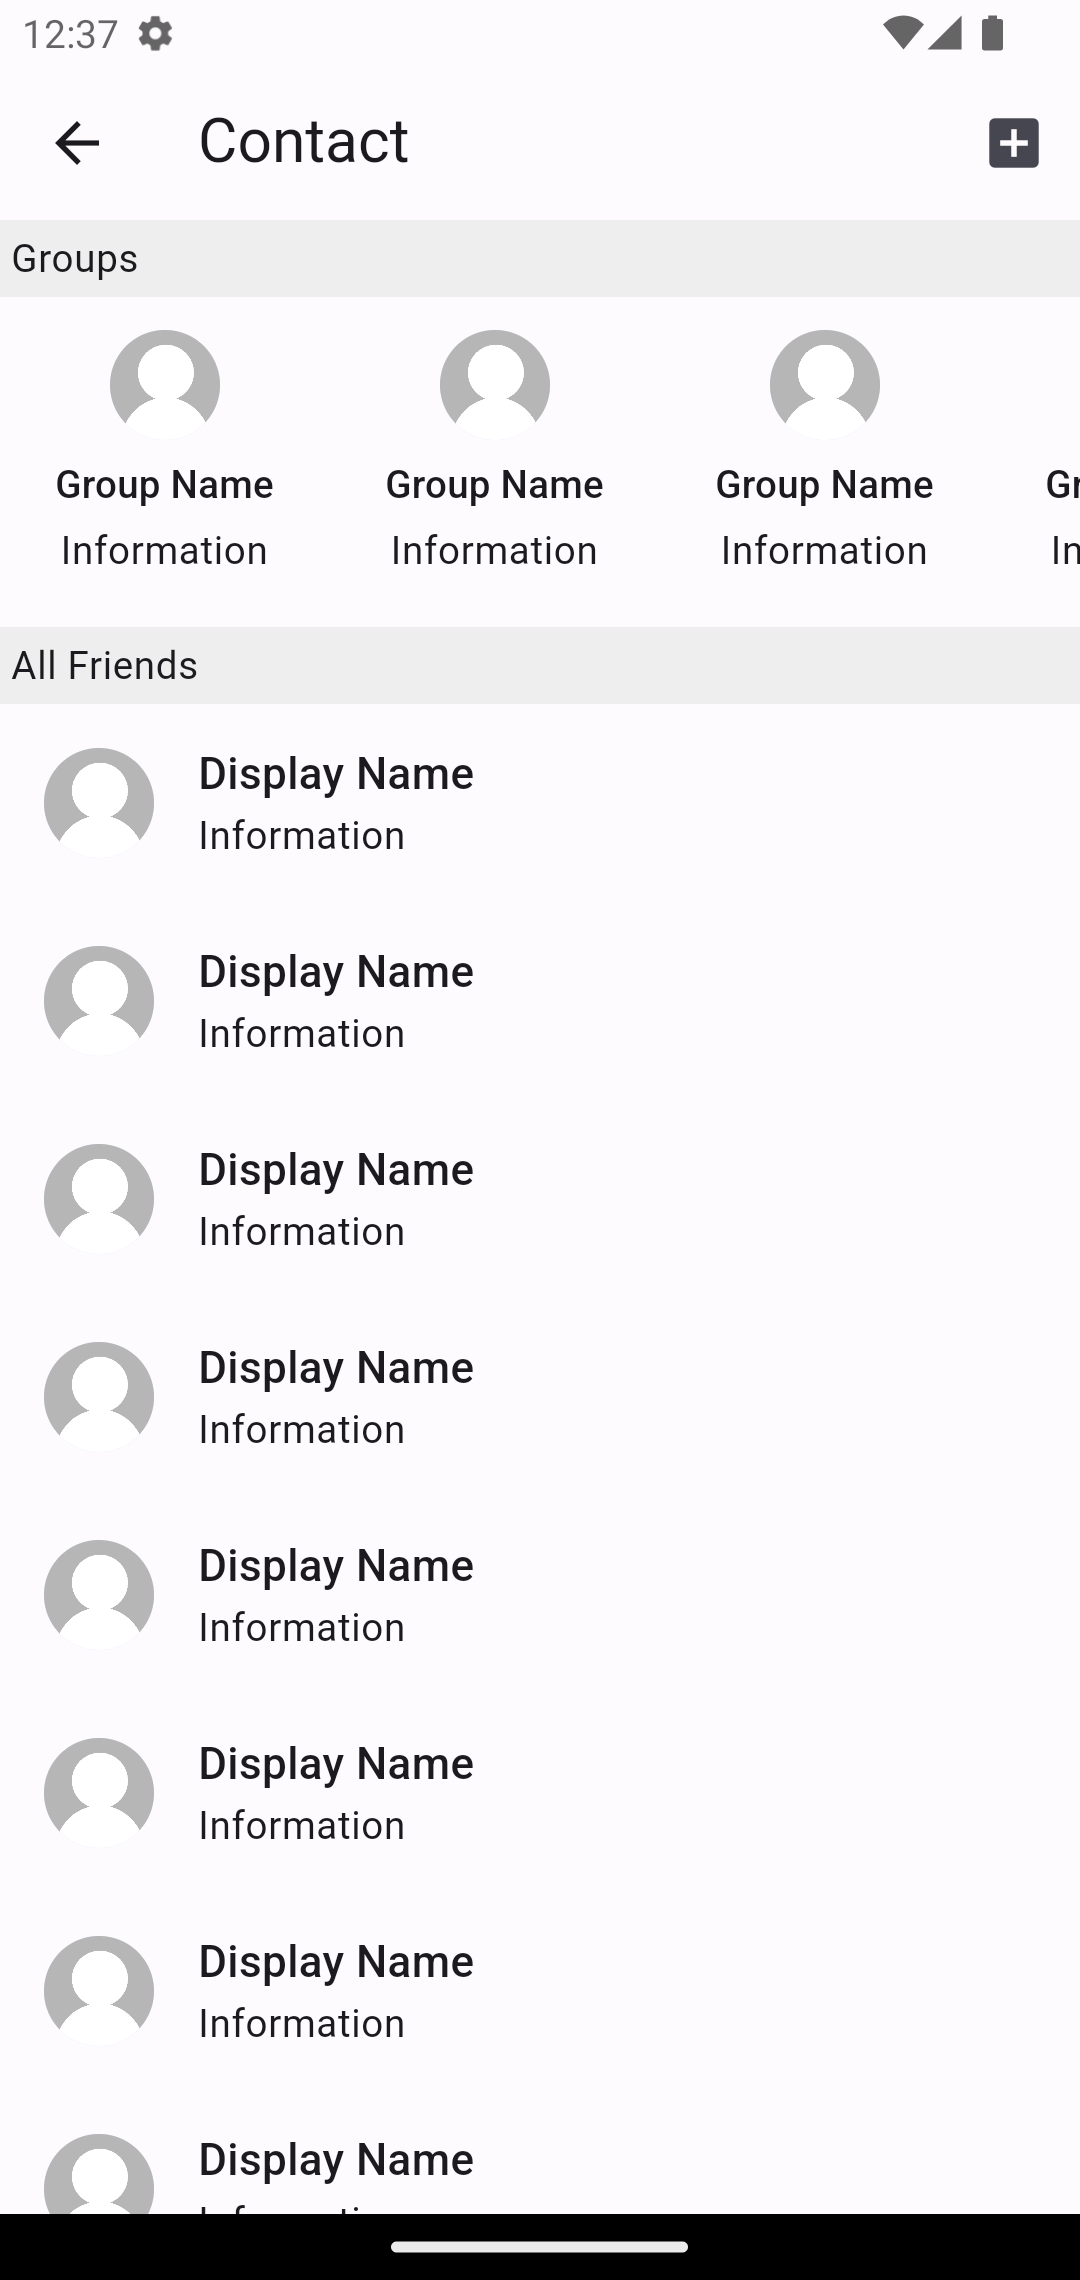 12:37
Contact
Groups
Group Name Group Name Group Name Gr
Information Information Information In
All Friends
Display Name
Information
Display Name
Information
Display Name
Information
Display Name
Information
Display Name
Information
Display Name
Information
Display Name
Information
Display Name